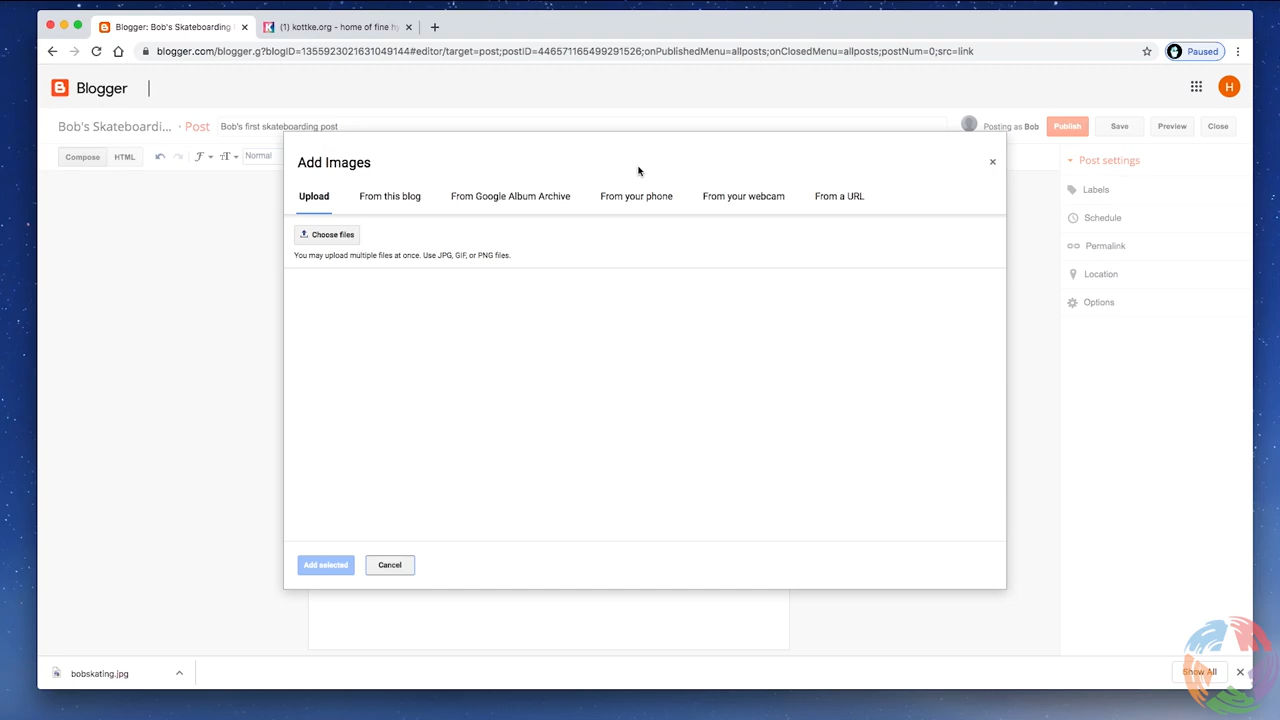 Blogger: Bob's Skateboarding
(1) kottke.org - home of fine hy
blogger.com/blogger.g?blogID=1355923021631049144#editor/target=post;postID=446571165499291526;onPublishedMenu=allposts;onClosedMenu=allposts;postNum=0;src=link
Paused
Blogger
H
Bob's Skateboardi... · Post
Bob's first skateboarding post
Posting as Bob
Publish
Save
Preview
Close
Compose
HTML
Normal
Post settings
Labels
Schedule
Permalink
Location
Options
Add Images
Upload
From this blog
From Google Album Archive
From your phone
From your webcam
From a URL
Choose files
You may upload multiple files at once. Use JPG, GIF, or PNG files.
Add selected
Cancel
bobskating.jpg
Show All